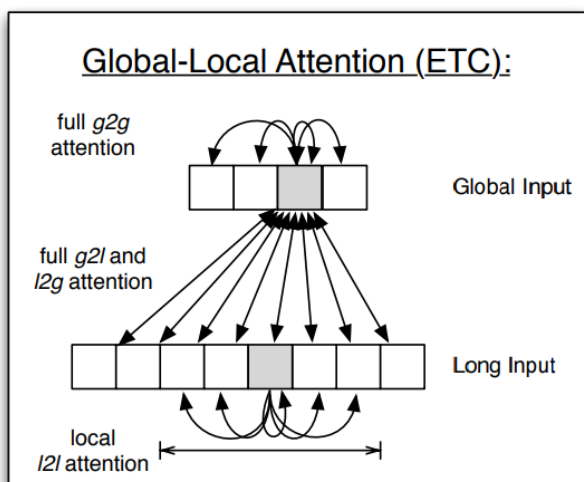 Global-Local Attention (ETC):
full g2g
attention
Global Input
full g2l and
l2g attention
Long Input
local
l2l attention